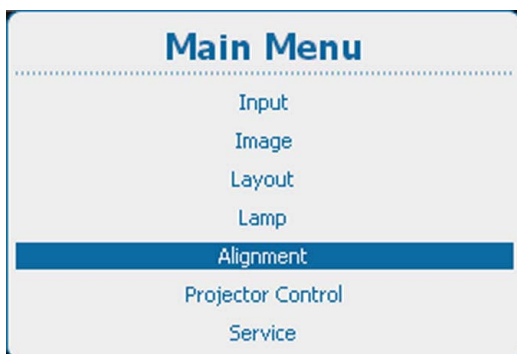 Main Menu
Input
Image
Layout
Lamp
Alignment
Projector Control
Service